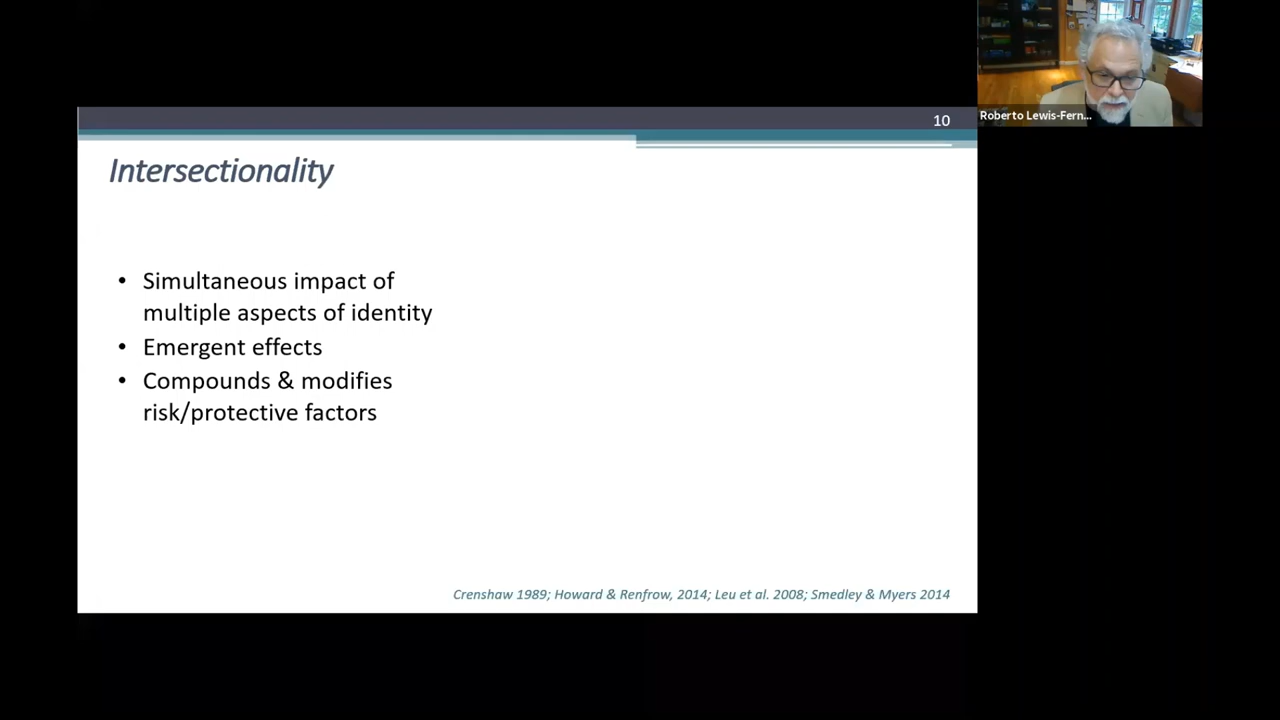 10
Roberto Lewis-Fern...
Intersectionality
• Simultaneous impact of
multiple aspects of identity
• Emergent effects
• Compounds & modifies
risk/protective factors
Crenshaw 1989; Howard & Renfrow, 2014; Leu et al. 2008; Smedley & Myers 2014